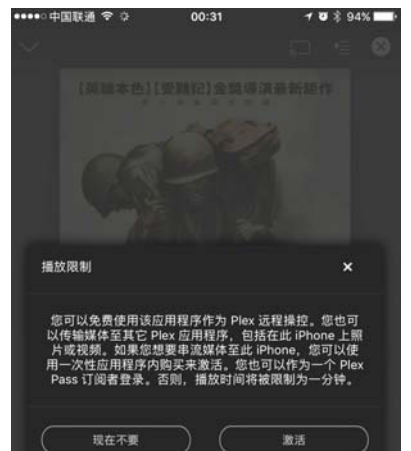 中国联通 00:31 94%
【英雄本色】【受難記】金獎導演最新鉅作
播放限制
您可以免费使用该应用程序作为 Plex 远程操控。您也可
以传输媒体至其它 Plex 应用程序，包括在此 iPhone 上照
片或视频。如果您想要串流媒体至此 iPhone，您可以使
用一次性应用程序内购买来激活。您也可以作为一个 Plex
Pass 订阅者登录。否则，播放时间将被限制为一分钟。
现在不要 激活